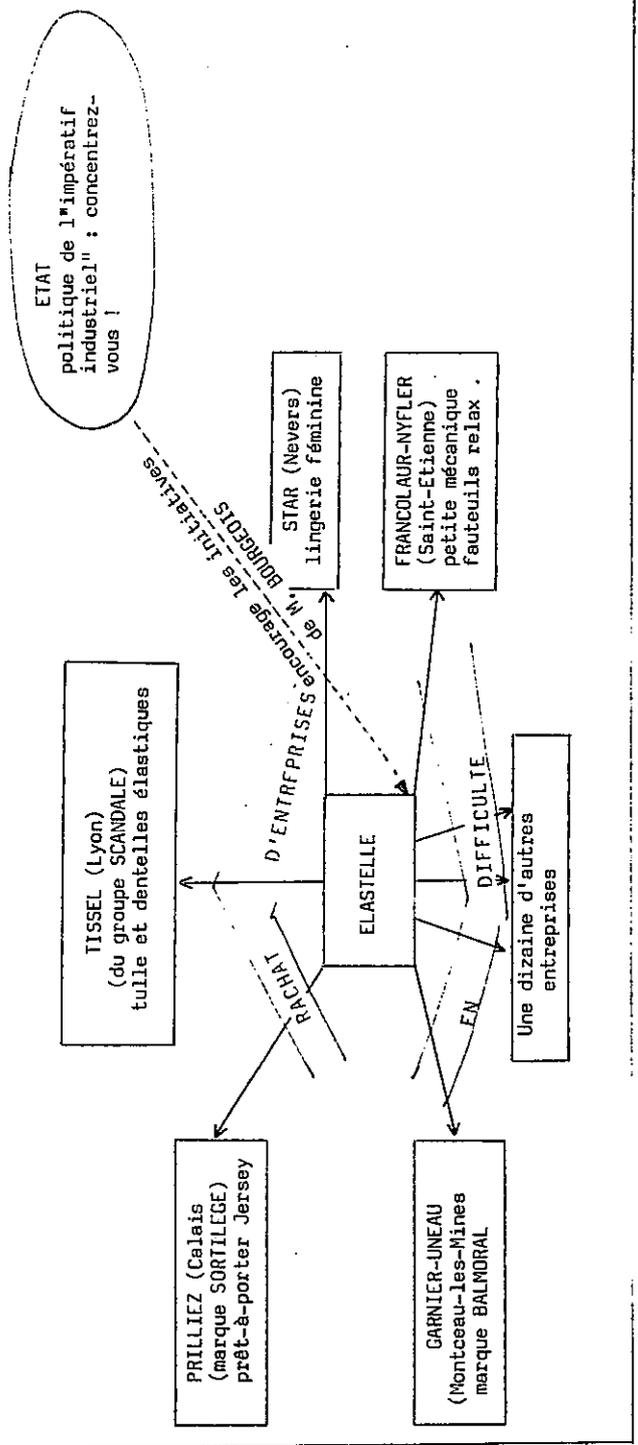 ETAT
politique de l'"impératif
industriel" : concentrez-
vous !
encourage les initiatives
de M. BOURGEOIS
TISSEL (Lyon)
(du groupe SCANDALE)
tulle et dentelles élastiques
PRILLIEZ (Calais
(marque SORTILEGE)
prêt-à-porter Jersey
STAR (Nevers)
lingerie féminine
RACHAT
D'ENTREPRISES
ELASTELLE
EN
DIFFICULTE
GARNIER-UNEAU
(Montceau-les-Mines
marque BALMORAL
Une dizaine d'autres
entreprises
FRANCOLAUR-NYFLER
(Saint-Etienne)
petite mécanique
fauteuils relax .